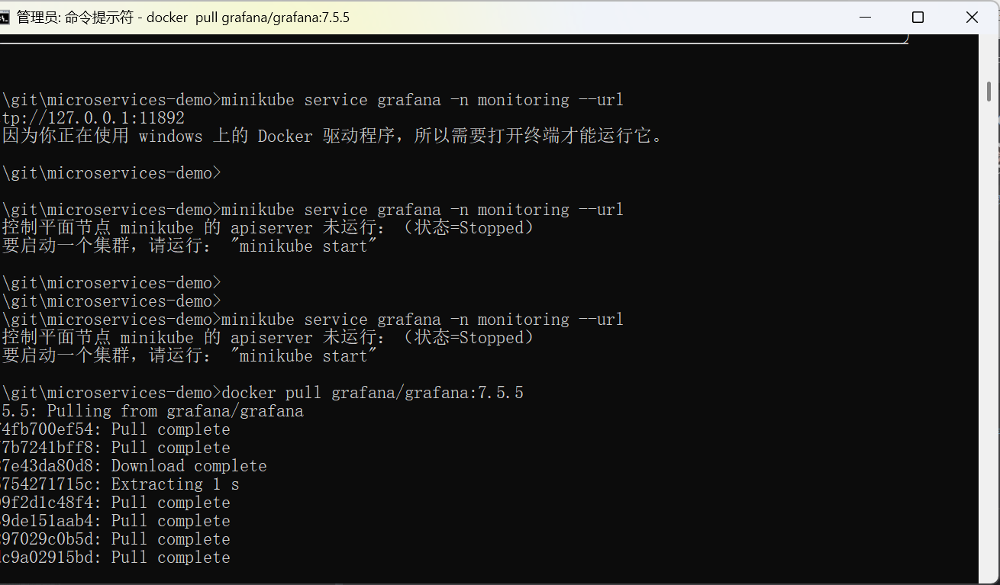 管理员: 命令提示符 - docker  pull grafana/grafana:7.5.5
\git\microservices-demo>minikube service grafana -n monitoring --url
tp://127.0.0.1:11892
因为你正在使用 windows 上的 Docker 驱动程序，所以需要打开终端才能运行它。
\git\microservices-demo>
\git\microservices-demo>minikube service grafana -n monitoring --url
控制平面节点 minikube 的 apiserver 未运行：（状态=Stopped）
要启动一个集群，请运行： "minikube start"
\git\microservices-demo>
\git\microservices-demo>
\git\microservices-demo>minikube service grafana -n monitoring --url
控制平面节点 minikube 的 apiserver 未运行：（状态=Stopped）
要启动一个集群，请运行： "minikube start"
\git\microservices-demo>docker pull grafana/grafana:7.5.5
5.5: Pulling from grafana/grafana
4fb700ef54: Pull complete
7b7241bff8: Pull complete
7e43da80d8: Download complete
754271715c: Extracting 1 s
9f2d1c48f4: Pull complete
9de151aab4: Pull complete
97029c0b5d: Pull complete
c9a02915bd: Pull complete